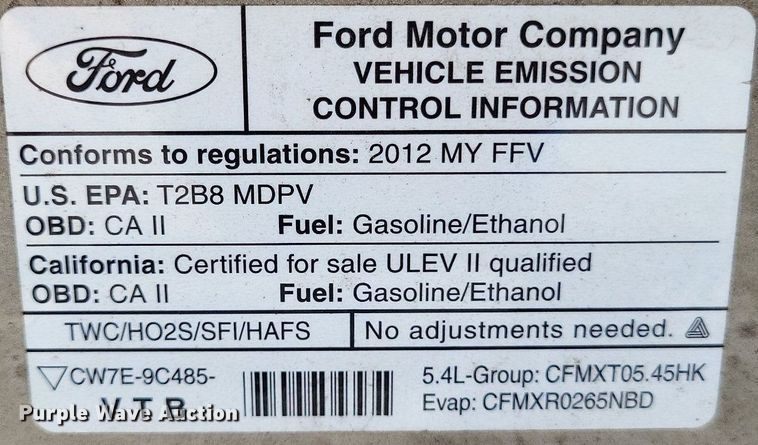 Ford
Ford Motor Company
VEHICLE EMISSION
CONTROL INFORMATION
Conforms to regulations: 2012 MY FFV
U.S. EPA: T2B8 MDPV
OBD: CA II Fuel: Gasoline/Ethanol
California: Certified for sale ULEV II qualified
OBD: CA II Fuel: Gasoline/Ethanol
TWC/HO2S/SFI/HAFS No adjustments needed.
CW7E-9C485- 5.4L-Group: CFMXT05.45HK
V T R Evap: CFMXR0265NBD
Purple Wave Auction